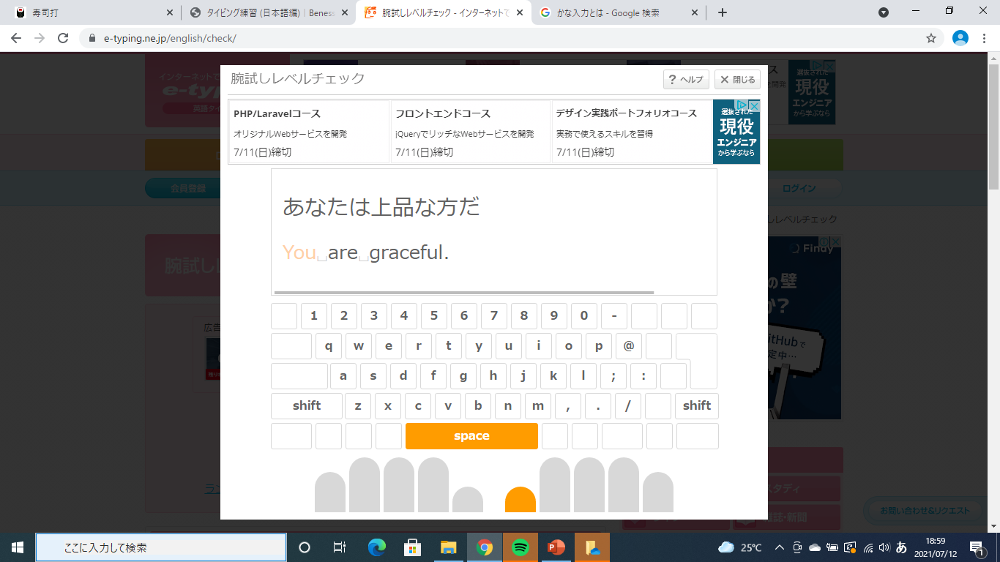 寿司打
タイピング練習 (日本語編) | Benes
腕試しレベルチェック - インターネットで
かな入力とは - Google 検索
e-typing.ne.jp/english/check/
腕試しレベルチェック
? ヘルプ
× 閉じる
PHP/Laravelコース
オリジナルWebサービスを開発
7/11(日)締切
フロントエンドコース
jQueryでリッチなWebサービスを開発
7/11(日)締切
デザイン実践ポートフォリオコース
実務で使えるスキルを習得
7/11(日)締切
選抜された
現役
エンジニア
から学ぶなら
選抜された
現役
エンジニア
から学ぶなら
インターネットで
e-typ
英語タイ
会員登録
ログイン
レベルチェック
腕試しレ
広告
Findy
の壁
か?
itHubで
定中…
ラン
スタディ
雑誌・新聞
お問い合わせ&リクエスト
あなたは上品な方だ
You are graceful.
1 2 3 4 5 6 7 8 9 0 -
q w e r t y u i o p @
a s d f g h j k l ; :
shift z x c v b n m , . / shift
space
ここに入力して検索
25℃
あ
18:59
2021/07/12
1